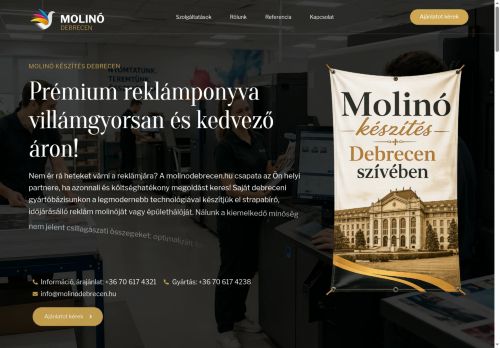 MOLINÓ
DEBRECEN
Szolgáltatások
Rólunk
Referencia
Kapcsolat
Ajánlatot kérek
MOLINÓ KÉSZÍTÉS DEBRECEN
NYOMTATUNK
TEREMTÜNK
Prémium reklámponyva
villámgyorsan és kedvező
áron!
Nem ér rá heteket várni a reklámjára? A molinodebrecen.hu csapata az Ön helyi
partnere, ha azonnali és költséghatékony megoldást keres! Saját debreceni
gyártóbázisunkon a legmodernebb technológiával készítjük el strapabíró,
időjárásálló reklám molinóját vagy épülethálóját. Nálunk a kiemelkedő minőség
nem jelent csillagászati összegeket: optimalizált
Információ, árajánlat: +36 70 617 4321
Gyártás: +36 70 617 4238
info@molinodebrecen.hu
Ajánlatot kérek
Molinó
készítés
Debrecen
szívében